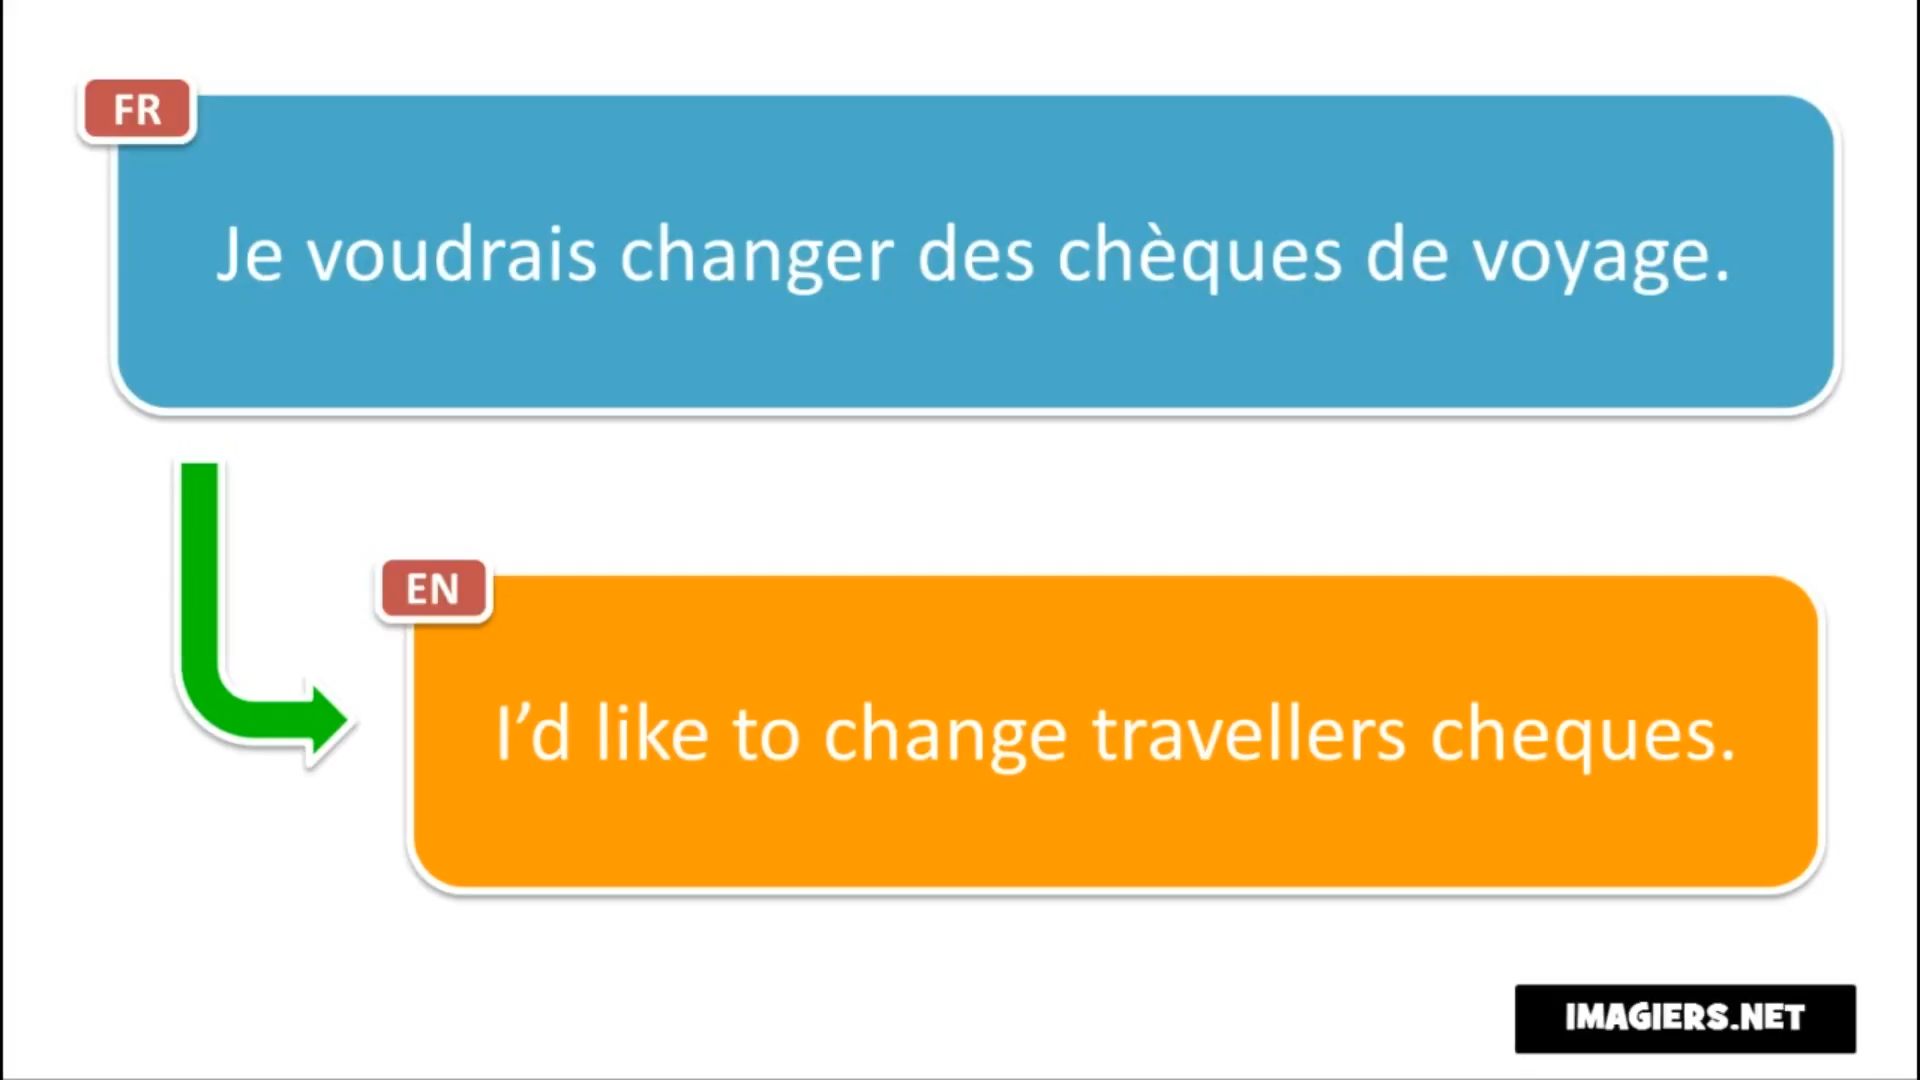 FR
Je voudrais changer des chèques de voyage.
EN
I’d like to change travellers cheques.
IMAGIERS.NET